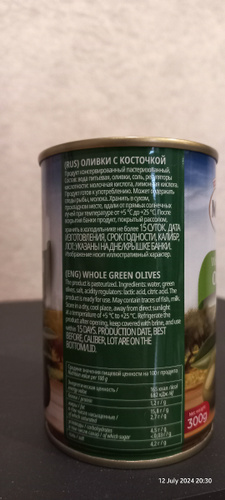 (RUS) ОЛИВКИ С КОСТОЧКОЙ
Продукт консервированный пастеризованный.
Состав: вода питьевая, оливки, соль, регуляторы
кислотности: молочная кислота, лимонная кислота.
Продукт готов к употреблению. Может содержать
следы рыбы, молока. Хранить в сухом,
прохладном месте, вдали от прямых солнечных
лучей при температуре от +5 °C до +25 °C. После
вскрытия банки продукт, покрытый рассолом,
хранить в холодильнике не более 15 СУТОК. ДАТА
ИЗГОТОВЛЕНИЯ, СРОК ГОДНОСТИ, КАЛИБР,
ЛОТ: УКАЗАНЫ НА ДНЕ/КРЫШКЕ БАНКИ.
Изображение носит иллюстративный характер.
(ENG) WHOLE GREEN OLIVES
The product is pasteurized. Ingredients: water, green
olives, salt, acidity regulators: lactic acid, citric acid. The
product is ready for use. May contain traces of fish, milk.
Store in a dry, cool place, away from direct sunlight
at a temperature of +5 °C to +25 °C. Refrigerate the
product after opening, keep covered with brine, and use
within 15 DAYS. PRODUCTION DATE, BEST
BEFORE, CALIBER, LOT ARE ON THE
BOTTOM/LID.
300g
12 July 2024 20:30